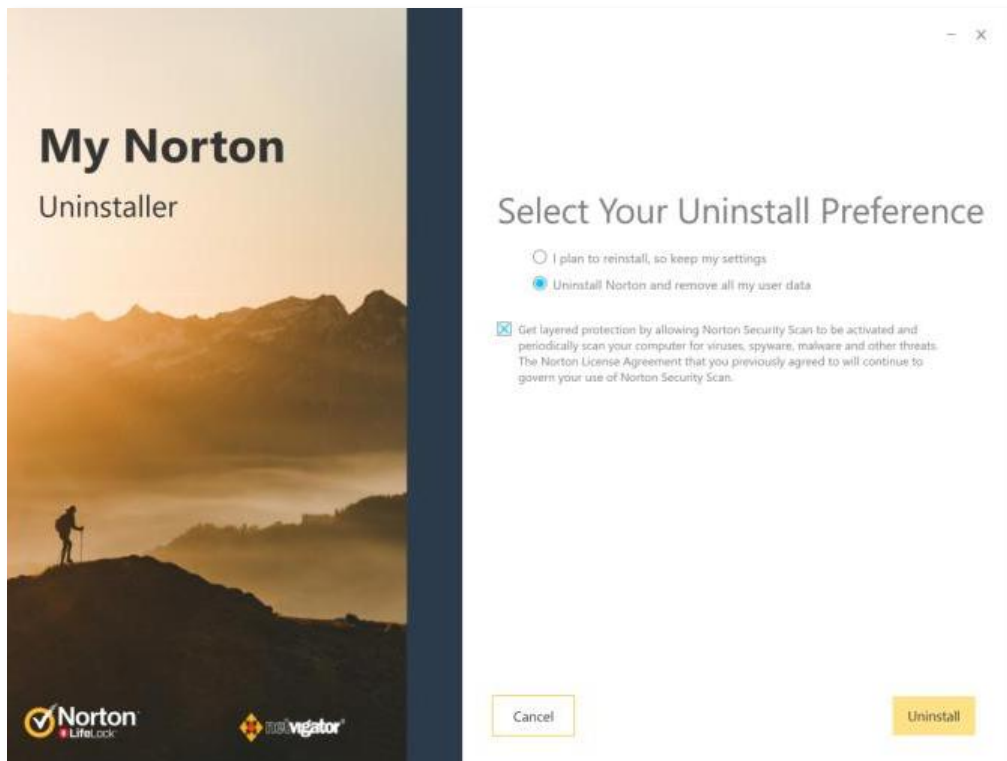 My Norton
Uninstaller
Select Your Uninstall Preference
I plan to reinstall, so keep my settings
Uninstall Norton and remove all my user data
Get layered protection by allowing Norton Security Scan to be activated and
periodically scan your computer for viruses, spyware, malware and other threats.
The Norton License Agreement that you previously agreed to will continue to
govern your use of Norton Security Scan.
Norton
LifeLock
netvigator
Cancel
Uninstall